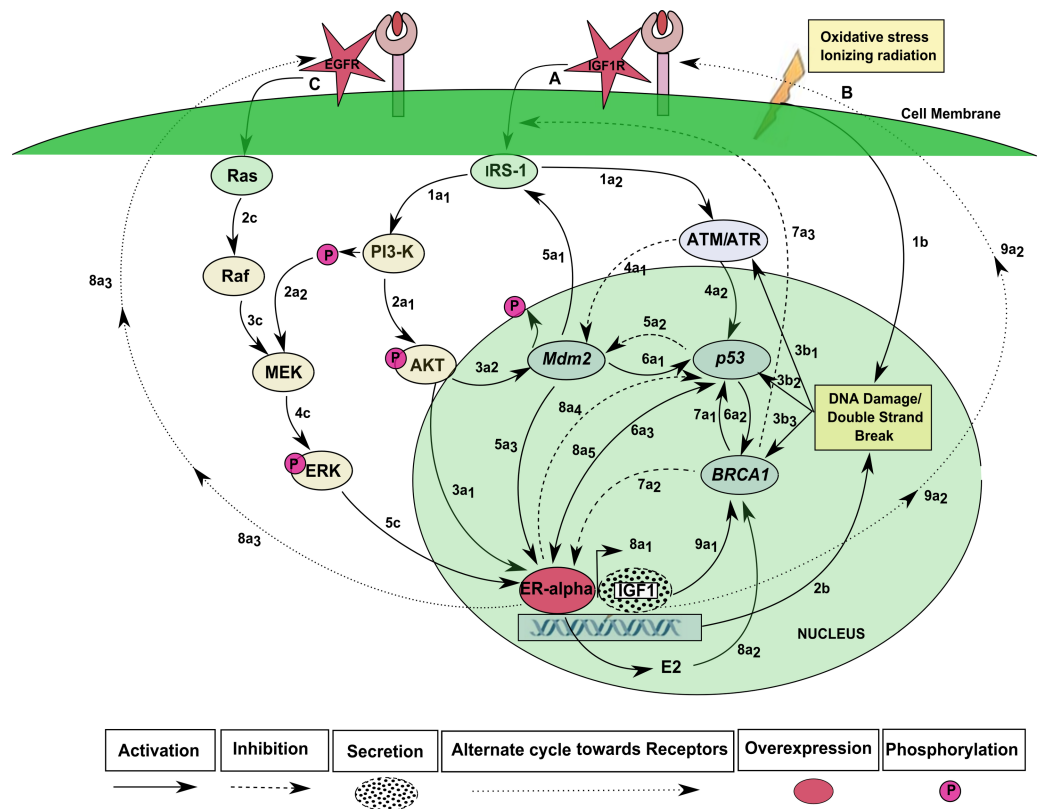 EGFR
IGF1R
Oxidative stress
Ionizing radiation
C
A
B
Cell Membrane
Ras
IRS-1
1a1
1a2
2c
7a3
ATM/ATR
1b
9a2
P
PI3-K
5a1
8a3
Raf
4a1
2a2
4a2
2a1
P
3c
5a2
P
AKT
3a2
Mdm2
6a1
p53
3b1
MEK
3b2
DNA Damage/
Double Strand
Break
8a4
7a1
6a2
3b3
4c
5a3
8a5
6a3
P
ERK
BRCA1
7a2
3a1
9a2
5c
8a3
8a1
9a1
ER-alpha
IGF1
2b
NUCLEUS
E2
8a2
Activation
Inhibition
Secretion
Alternate cycle towards Receptors
Overexpression
Phosphorylation
P